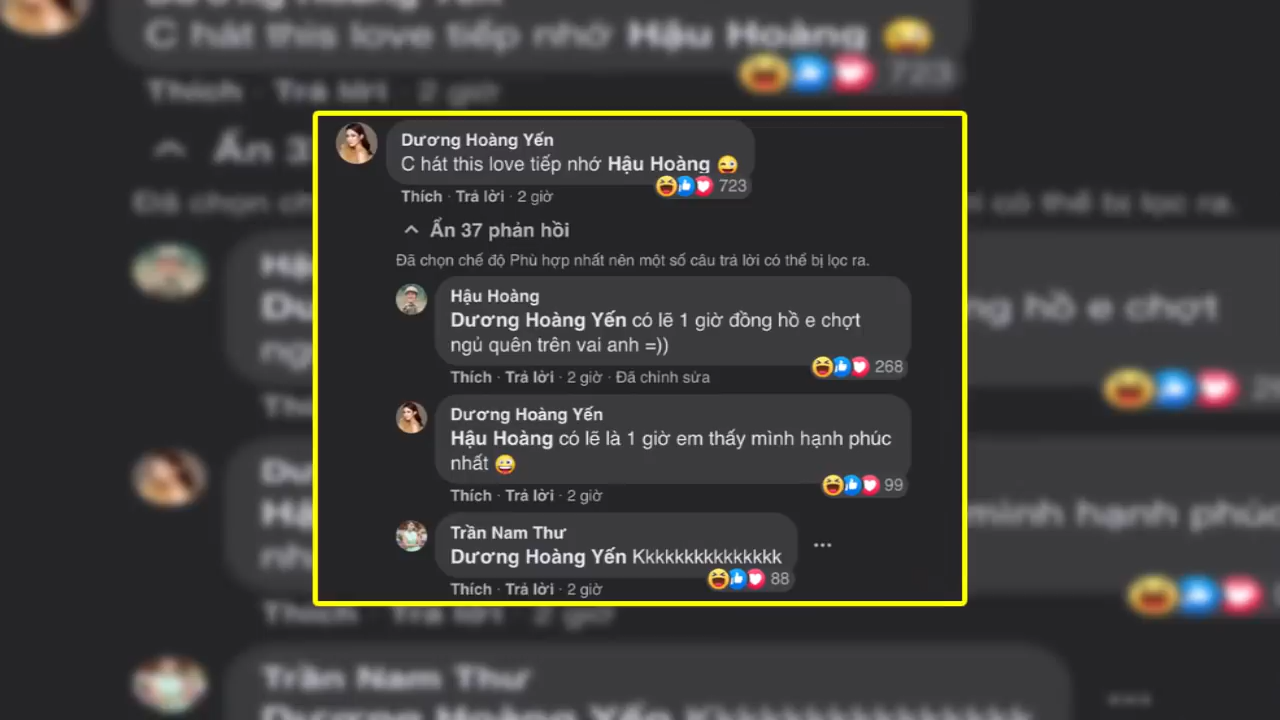 Dương Hoàng Yến
C hát this love tiếp nhớ Hậu Hoàng 😜
723
Thích · Trả lời · 2 giờ
Ẩn 37 phản hồi
Đã chọn chế độ Phù hợp nhất nên một số câu trả lời có thể bị lọc ra.
Hậu Hoàng
Dương Hoàng Yến có lẽ 1 giờ đồng hồ e chợt
ngủ quên trên vai anh =))
268
Thích · Trả lời · 2 giờ · Đã chỉnh sửa
Dương Hoàng Yến
Hậu Hoàng có lẽ là 1 giờ em thấy mình hạnh phúc
nhất 🤪
99
Thích · Trả lời · 2 giờ
Trần Nam Thư
Dương Hoàng Yến Kkkkkkkkkkkkkkk
88
Thích · Trả lời · 2 giờ